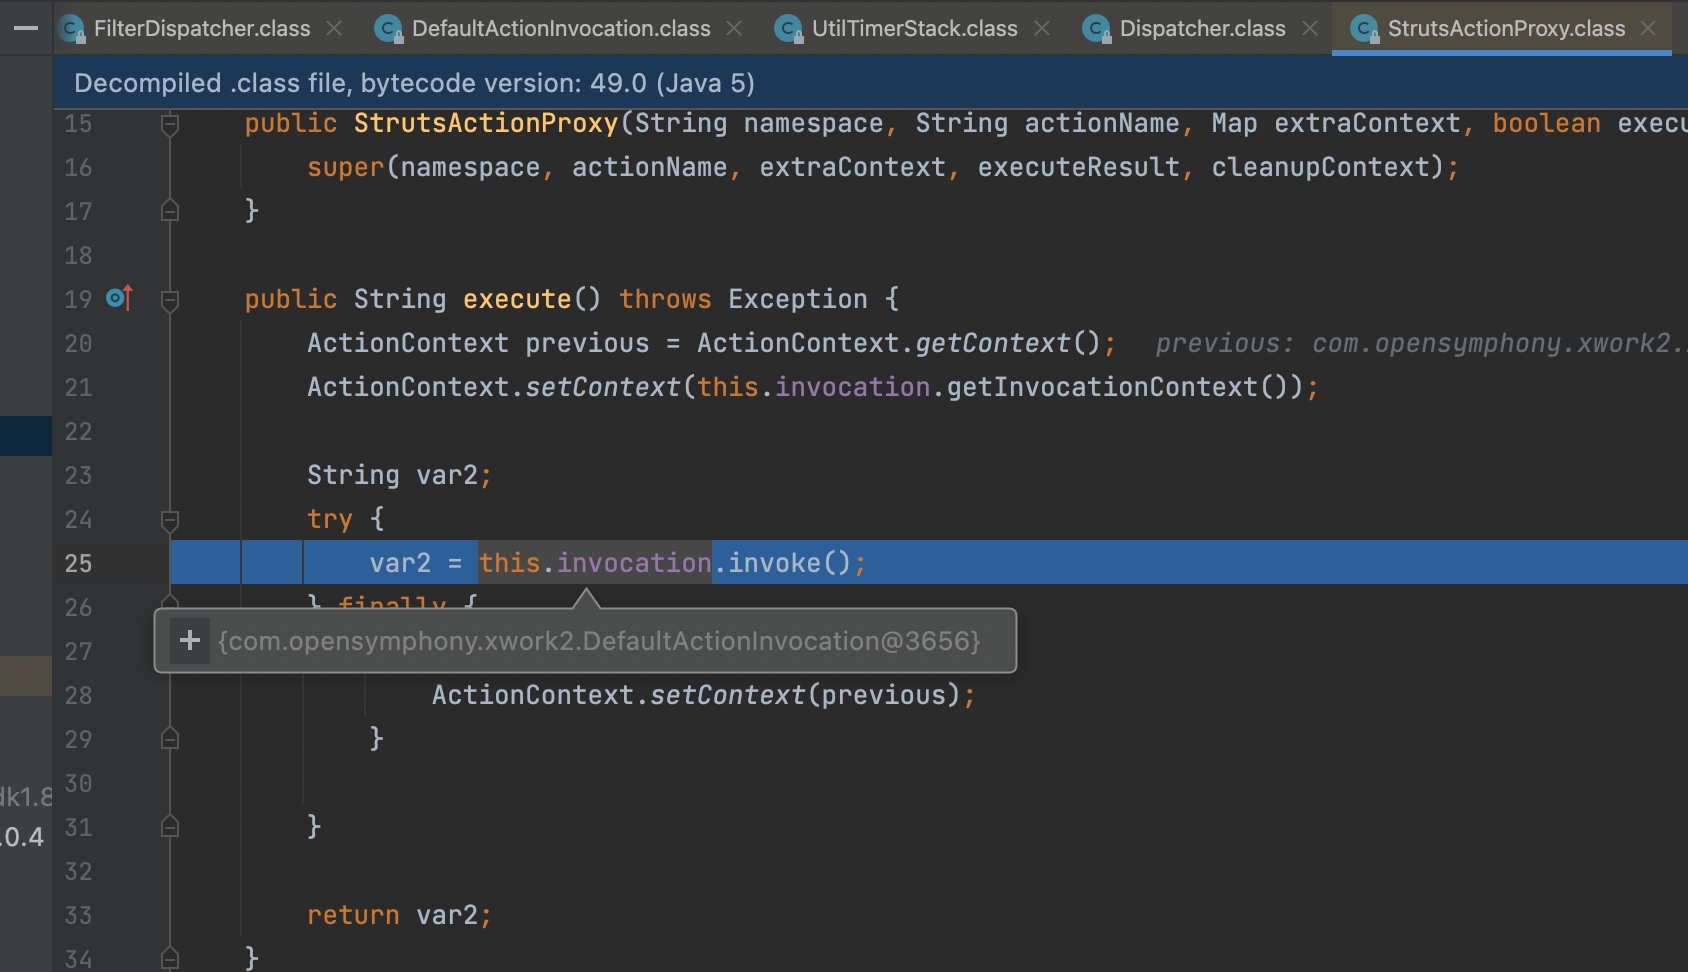 FilterDispatcher.class DefaultActionInvocation.class UtilTimerStack.class Dispatcher.class StrutsActionProxy.class
Decompiled .class file, bytecode version: 49.0 (Java 5)
15 public StrutsActionProxy(String namespace, String actionName, Map extraContext, boolean execu
16 super(namespace, actionName, extraContext, executeResult, cleanupContext);
17 }
18
19 public String execute() throws Exception {
20 ActionContext previous = ActionContext.getContext(); previous: com.opensymphony.xwork2.
21 ActionContext.setContext(this.invocation.getInvocationContext());
22
23 String var2;
24 try {
25 var2 = this.invocation.invoke();
26 } finally {
+ {com.opensymphony.xwork2.DefaultActionInvocation@3656}
27
28 ActionContext.setContext(previous);
29 }
30
31 }
32
33 return var2;
34 }
dk1.8
.0.4